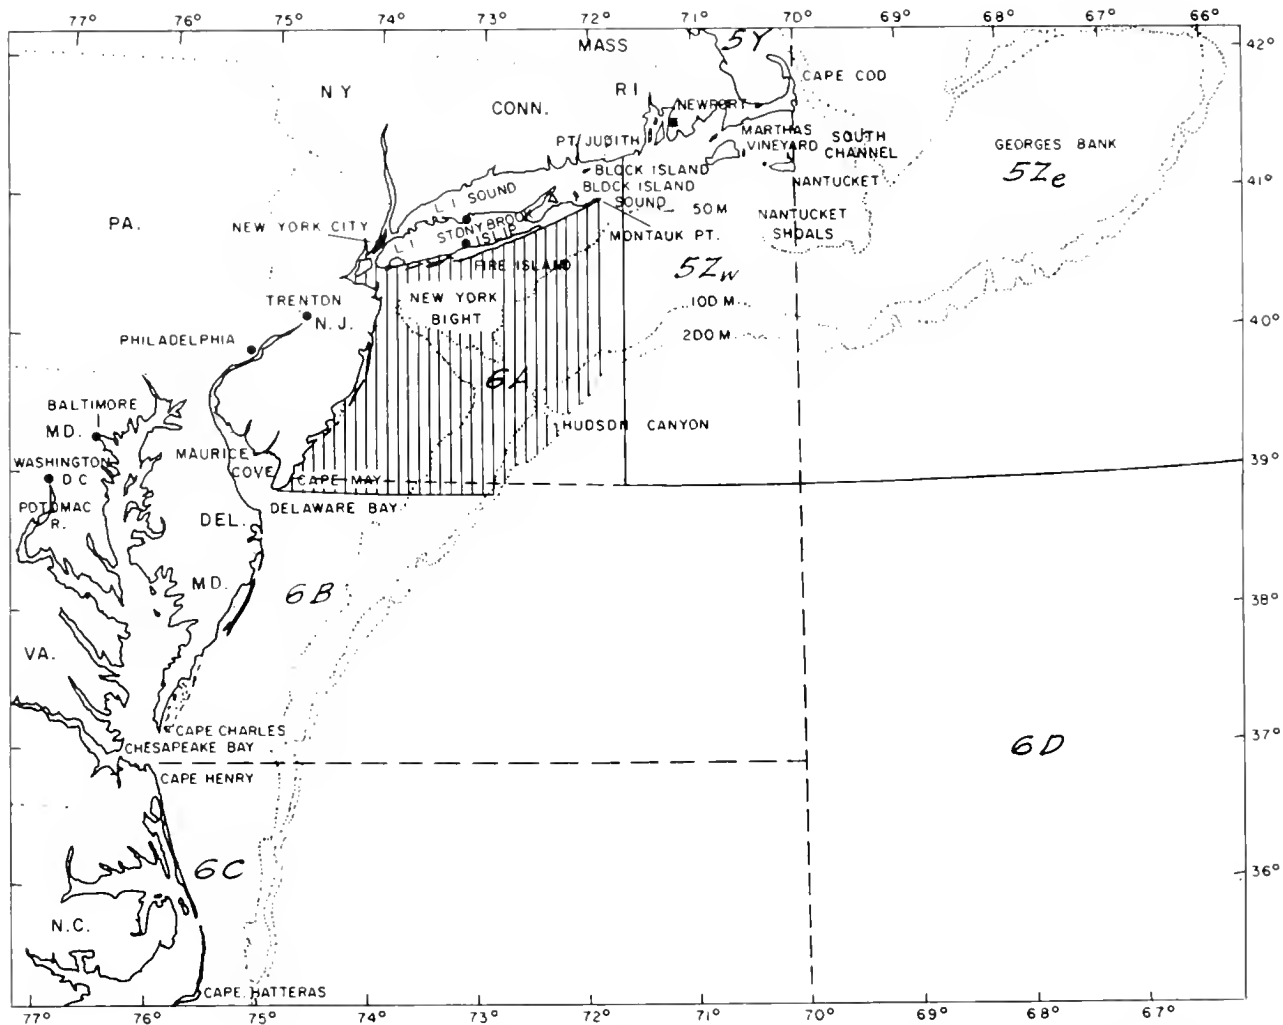 77° 76° 75° 74° 73° 72° 71° 70° 69° 68° 67° 66°
MASS
5Y
42°
CAPE COD
N Y
R I
CONN.
NEWPORT
PT. JUDITH
MARTHAS
VINEYARD
SOUTH
CHANNEL
GEORGES BANK
5Ze
BLOCK ISLAND
BLOCK ISLAND
SOUND
NANTUCKET
41°
L I SOUND
50 M
NANTUCKET
SHOALS
PA.
NEW YORK CITY
L I
STONY BROOK
ISLIP
MONTAUK PT.
FIRE ISLAND
5Zw
TRENTON
N.J.
NEW YORK
BIGHT
100 M
200 M
40°
PHILADELPHIA
6A
BALTIMORE
MD.
HUDSON CANYON
MAURICE
COVE
WASHINGTON
D C
CAPE MAY
39°
POTOMAC
R.
DEL.
DELAWARE BAY
MD.
6B
38°
VA.
CAPE CHARLES
CHESAPEAKE BAY
37°
6D
CAPE HENRY
6C
36°
N.C.
CAPE HATTERAS
77° 76° 75° 74° 73° 72° 71° 70° 69° 68° 67°